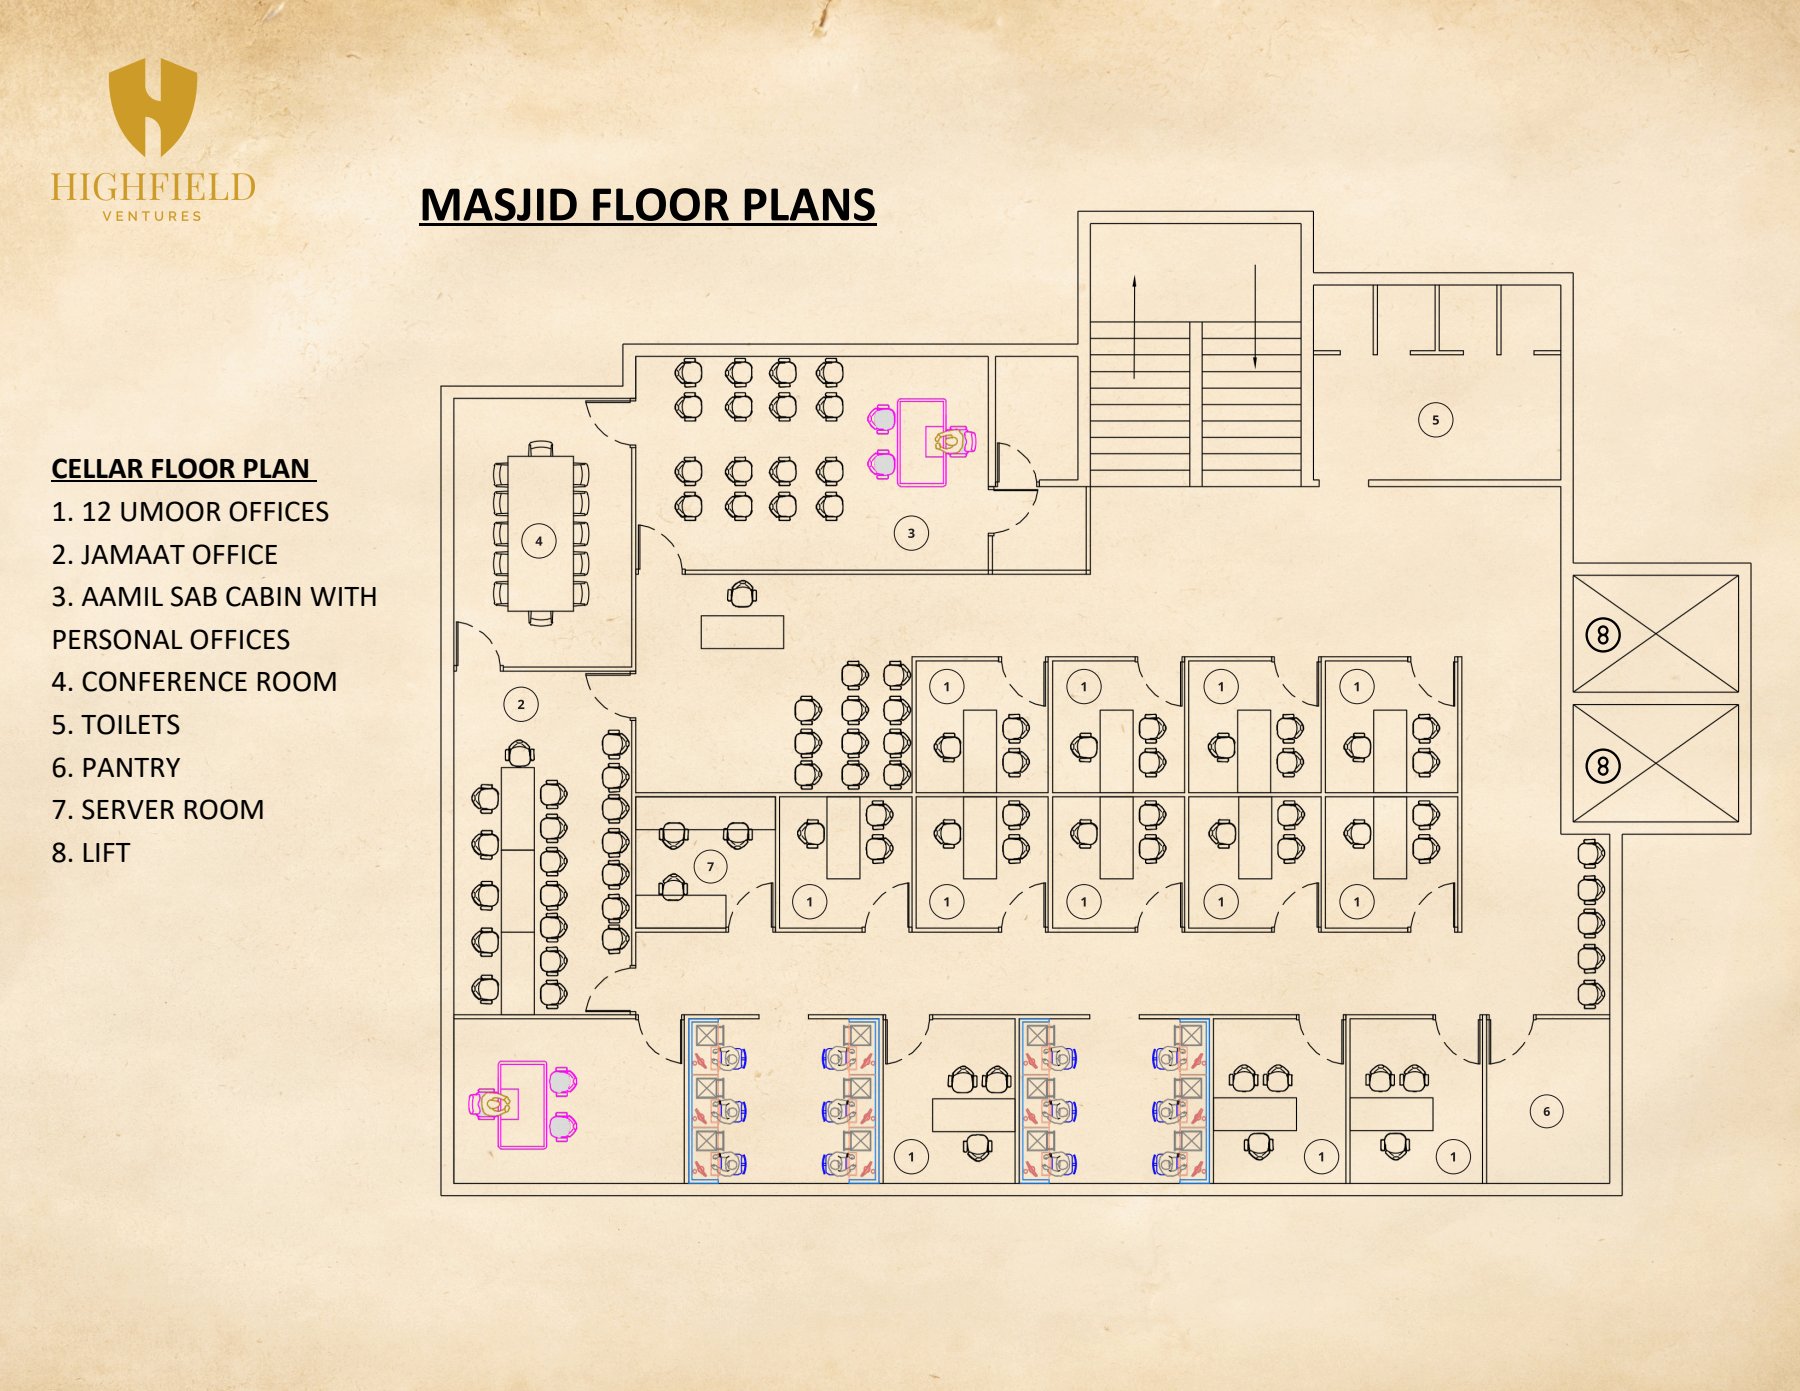 HIGHFIELD
VENTURES
MASJID FLOOR PLANS
CELLAR FLOOR PLAN
1. 12 UMOOR OFFICES
2. JAMAAT OFFICE
3. AAMIL SAB CABIN WITH
PERSONAL OFFICES
4. CONFERENCE ROOM
5. TOILETS
6. PANTRY
7. SERVER ROOM
8. LIFT
5
4
3
8
1 1 1 1
2
8
7
1 1 1 1 1
6
1 1 1